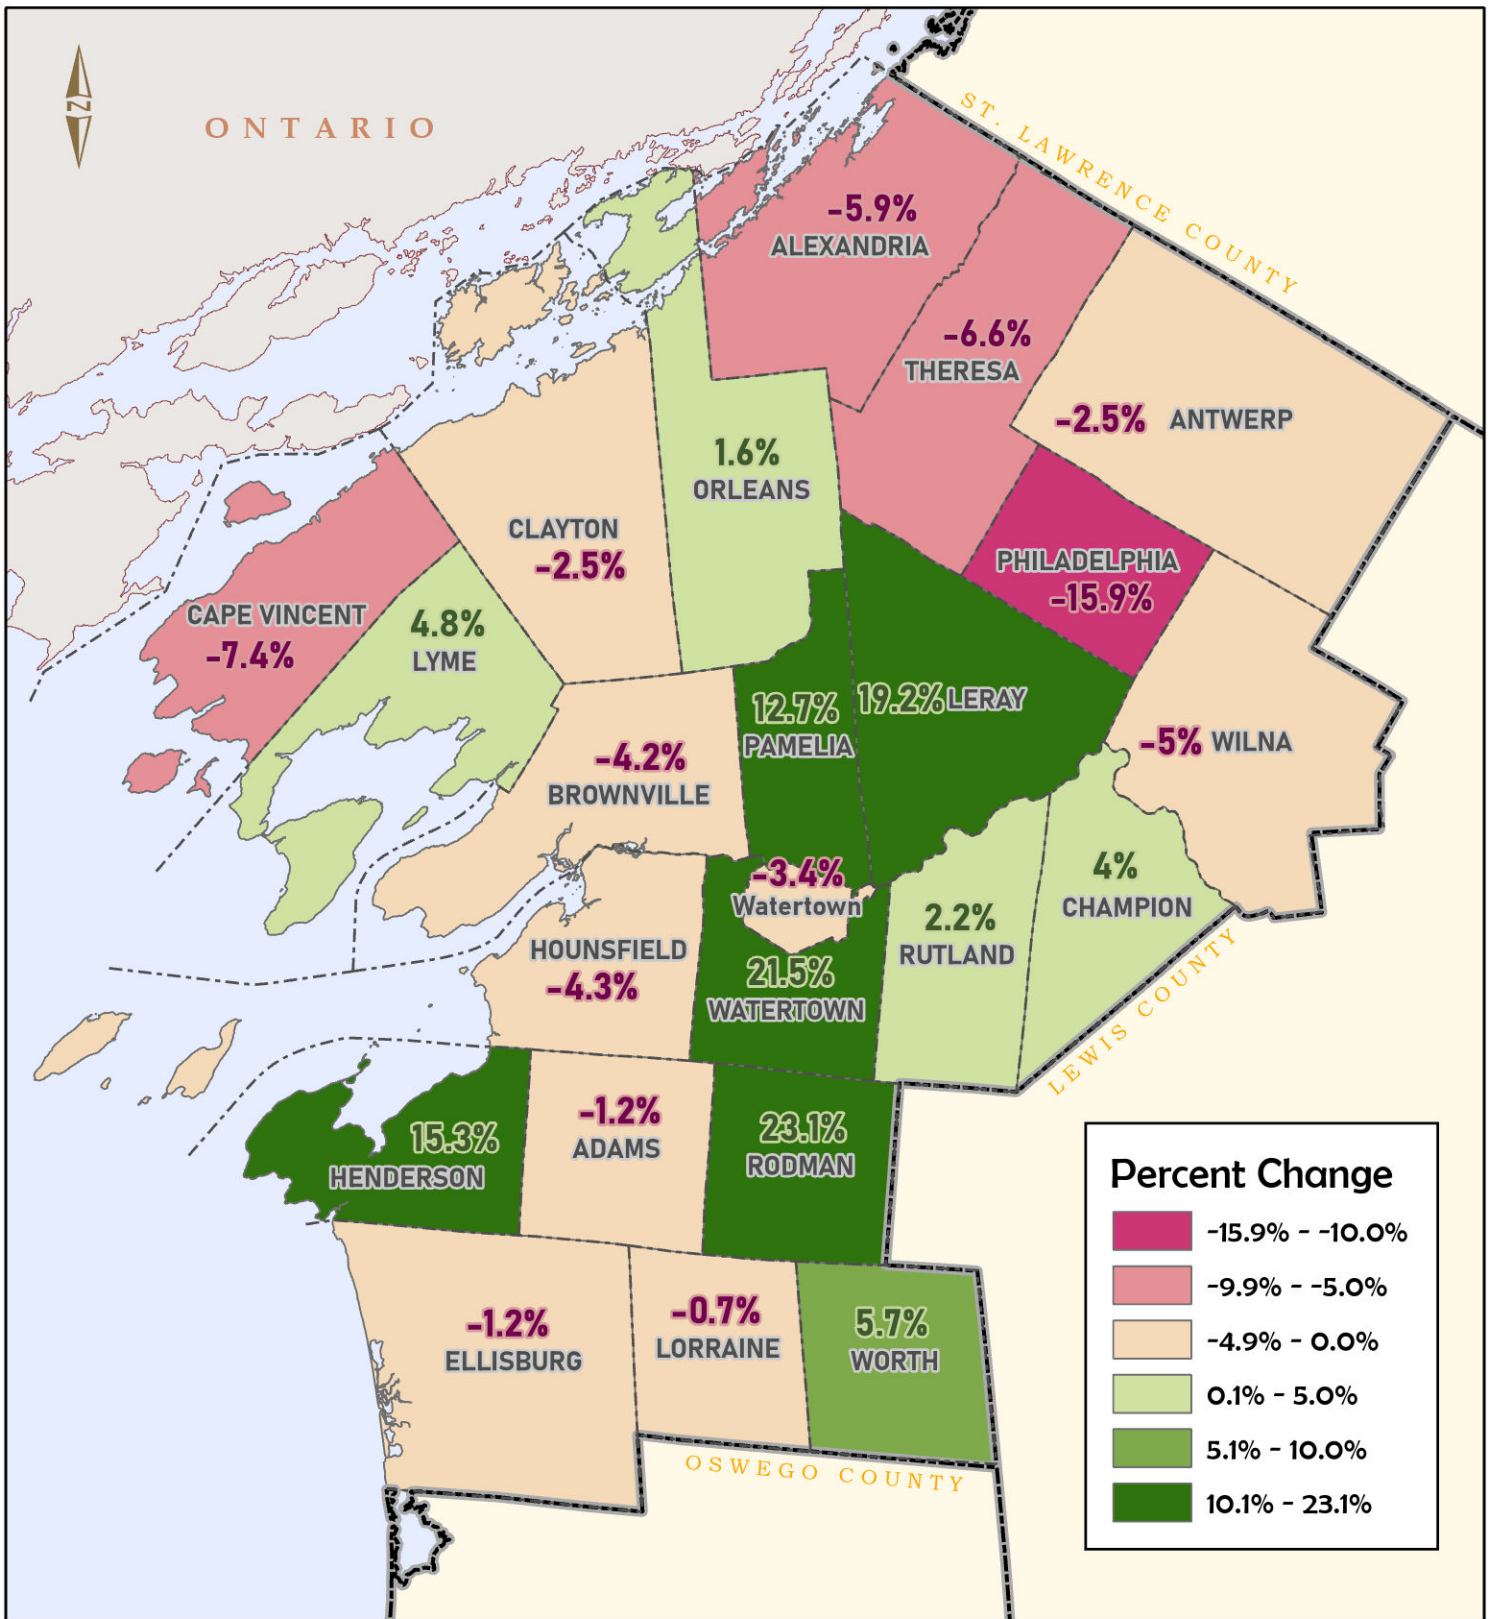 N
ONTARIO
ST. LAWRENCE COUNTY
-5.9%
ALEXANDRIA
-6.6%
THERESA
-2.5% ANTWERP
1.6%
ORLEANS
CLAYTON
-2.5%
PHILADELPHIA
-15.9%
CAPE VINCENT
-7.4%
4.8%
LYME
12.7%
PAMELIA
19.2% LERAY
-5% WILNA
-4.2%
BROWNVILLE
-3.4%
Watertown
4%
CHAMPION
2.2%
RUTLAND
HOUNSFIELD
-4.3%
21.5%
WATERTOWN
LEWIS COUNTY
15.3%
HENDERSON
-1.2%
ADAMS
23.1%
RODMAN
-1.2%
ELLISBURG
-0.7%
LORRAINE
5.7%
WORTH
OSWEGO COUNTY
Percent Change
-15.9% - -10.0%
-9.9% - -5.0%
-4.9% - 0.0%
0.1% - 5.0%
5.1% - 10.0%
10.1% - 23.1%